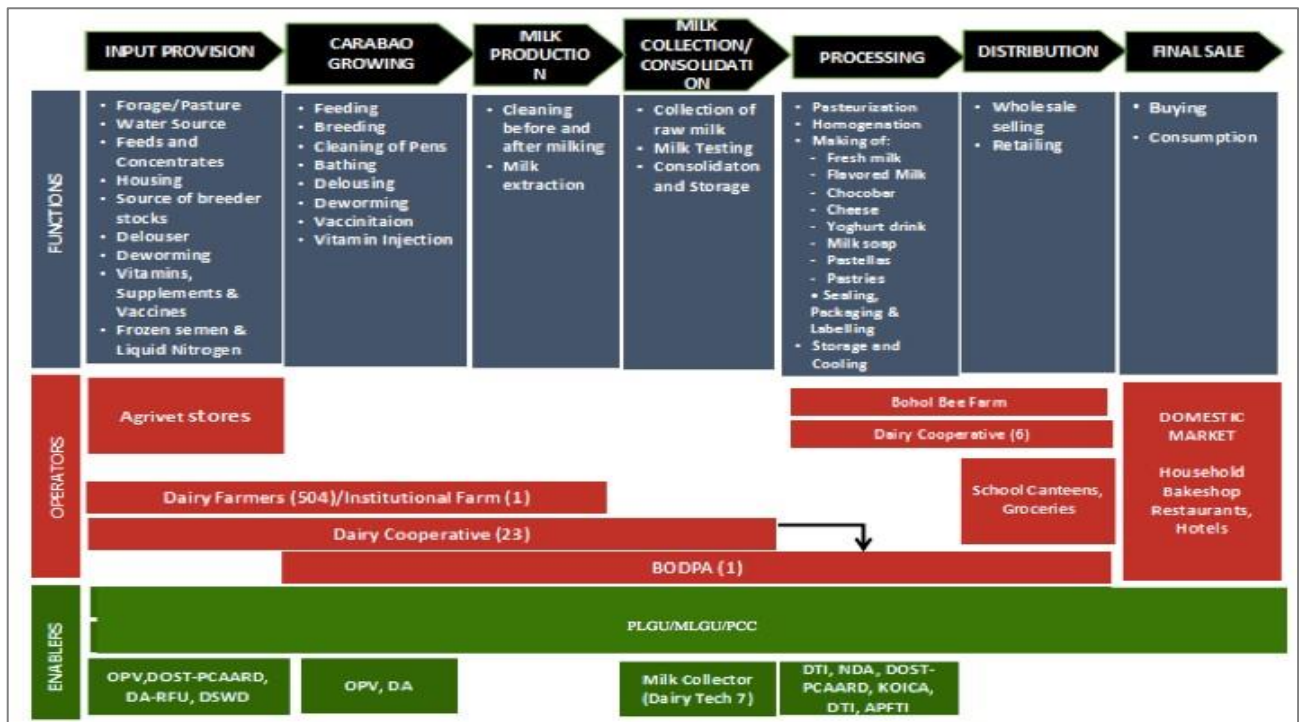 INPUT PROVISION
CARABAO
GROWING
MILK
PRODUCTIO
N
MILK
COLLECTION/
CONSOLIDATI
ON
PROCESSING
DISTRIBUTION
FINAL SALE
FUNCTIONS
• Forage/Pasture
• Water Source
• Feeds and
Concentrates
• Housing
• Source of breeder
stocks
• Delouser
• Deworming
• Vitamins,
Supplements &
Vaccines
• Frozen semen &
Liquid Nitrogen
• Feeding
• Breeding
• Cleaning of Pens
• Bathing
• Delousing
• Deworming
• Vaccinitaion
• Vitamin Injection
• Cleaning
before and
after milking
• Milk
extraction
• Collection of
raw milk
• Milk Testing
• Consolidaton
and Storage
• Pasteurization
• Homogenation
• Making of:
– Fresh milk
– Flavored Milk
– Chocobar
– Cheese
– Yoghurt drink
– Milk soap
– Pastellas
– Pastries
• Sealing,
Packaging &
Labelling
• Storage and
Cooling
• Wholesale
selling
• Retailing
• Buying
• Consumption
OPERATORS
Agrivet stores
Bohol Bee Farm
Dairy Cooperative (6)
DOMESTIC
MARKET
Household
Bakeshop
Restaurants,
Hotels
School Canteens,
Groceries
Dairy Farmers (504)/Institutional Farm (1)
Dairy Cooperative (23)
BODPA (1)
ENABLERS
PLGU/MLGU/PCC
OPV,DOST-PCAARD,
DA-RFU, DSWD
OPV, DA
Milk Collector
(Dairy Tech 7)
DTI, NDA, DOST-
PCAARD, KOICA,
DTI, APFTI